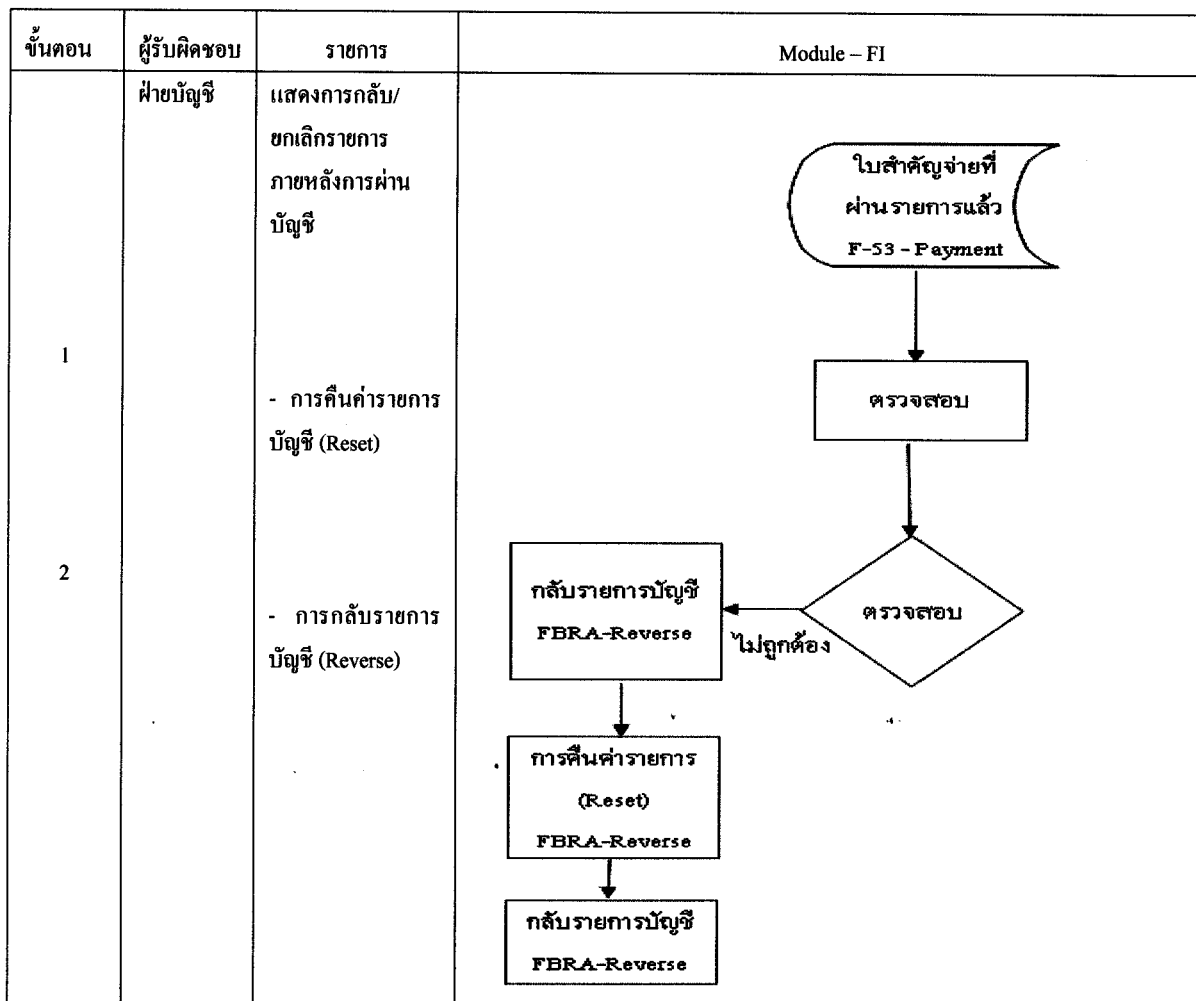 ขั้นตอน
ผู้รับผิดชอบ
รายการ
Module – FI
ฝ่ายบัญชี
แสดงการกลับ/
ยกเลิกรายการ
ภายหลังการผ่าน
บัญชี
ใบสำคัญจ่ายที่
ผ่านรายการแล้ว
F-53 - Payment
1
- การคืนค่ารายการ
บัญชี (Reset)
ตรวจสอบ
2
- การกลับรายการ
บัญชี (Reverse)
กลับรายการบัญชี
FBRA-Reverse
ไม่ถูกต้อง
ตรวจสอบ
การคืนค่ารายการ
(Reset)
FBRA-Reverse
กลับรายการบัญชี
FBRA-Reverse